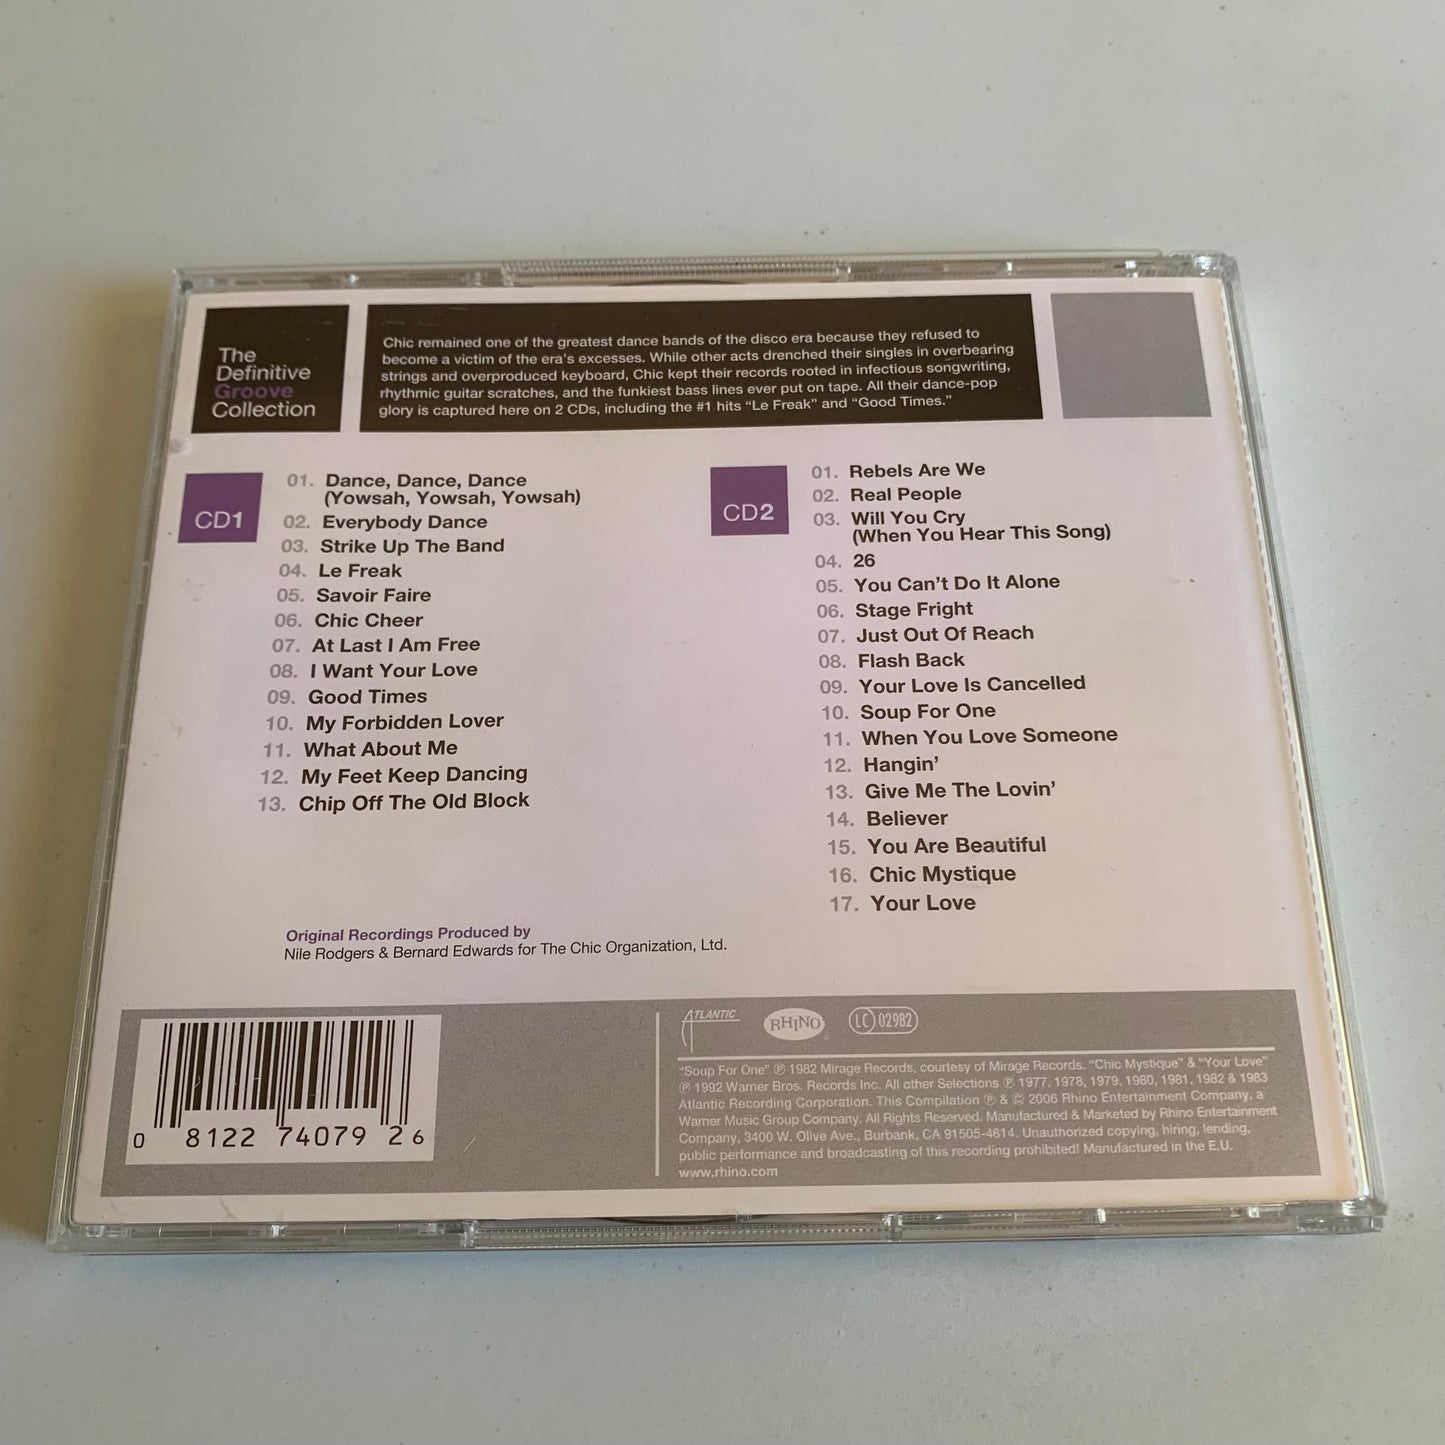 The
Definitive
Groove
Collection
Chic remained one of the greatest dance bands of the disco era because they refused to
become a victim of the era's excesses. While other acts drenched their singles in overbearing
strings and overproduced keyboard, Chic kept their records rooted in infectious songwriting,
rhythmic guitar scratches, and the funkiest bass lines ever put on tape. All their dance-pop
glory is captured here on 2 CDs, including the #1 hits “Le Freak” and “Good Times.”
CD1
01. Dance, Dance, Dance
(Yowsah, Yowsah, Yowsah)
02. Everybody Dance
03. Strike Up The Band
04. Le Freak
05. Savoir Faire
06. Chic Cheer
07. At Last I Am Free
08. I Want Your Love
09. Good Times
10. My Forbidden Lover
11. What About Me
12. My Feet Keep Dancing
13. Chip Off The Old Block
CD2
01. Rebels Are We
02. Real People
03. Will You Cry
(When You Hear This Song)
04. 26
05. You Can't Do It Alone
06. Stage Fright
07. Just Out Of Reach
08. Flash Back
09. Your Love Is Cancelled
10. Soup For One
11. When You Love Someone
12. Hangin'
13. Give Me The Lovin'
14. Believer
15. You Are Beautiful
16. Chic Mystique
17. Your Love
Original Recordings Produced by
Nile Rodgers & Bernard Edwards for The Chic Organization, Ltd.
0 8122 74079 2 6
ATLANTIC
RHINO
LC 02982
“Soup For One” ℗ 1982 Mirage Records, courtesy of Mirage Records. “Chic Mystique” & “Your Love”
℗ 1992 Warner Bros. Records Inc. All other Selections ℗ 1977, 1978, 1979, 1980, 1981, 1982 & 1983
Atlantic Recording Corporation. This Compilation ℗ & © 2006 Rhino Entertainment Company, a
Warner Music Group Company. All Rights Reserved. Manufactured & Marketed by Rhino Entertainment
Company, 3400 W. Olive Ave., Burbank, CA 91505-4614. Unauthorized copying, hiring, lending,
public performance and broadcasting of this recording prohibited! Manufactured in the E.U.
www.rhino.com